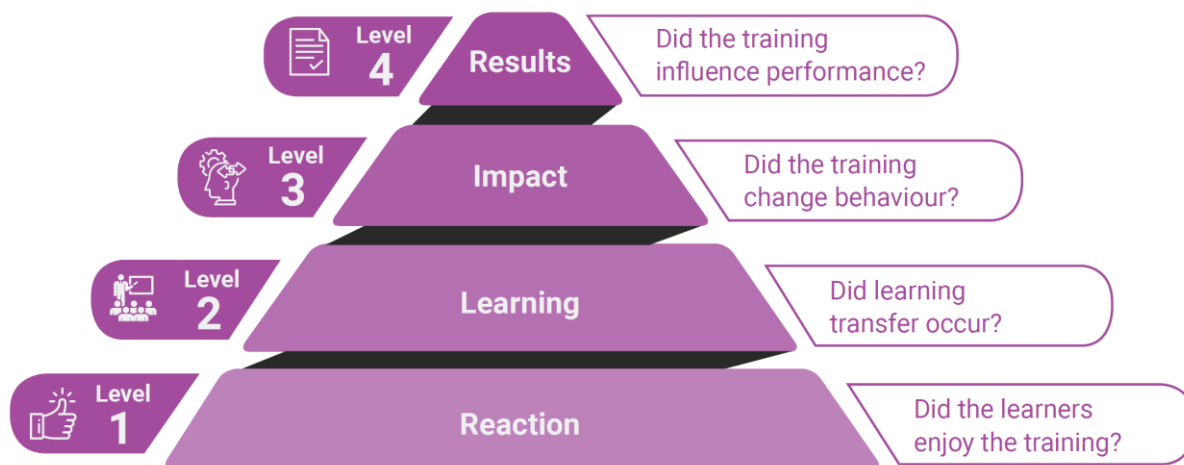 Level
4
Results
Did the training
influence performance?
Level
3
Impact
Did the training
change behaviour?
Level
2
Learning
Did learning
transfer occur?
Level
1
Reaction
Did the learners
enjoy the training?